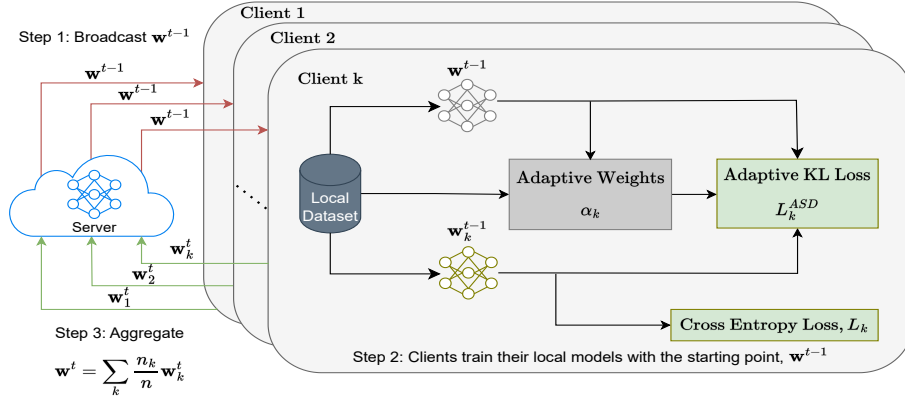 Client 1
Step 1: Broadcast w^{t-1}
Client 2
w^{t-1}
Client k
w^{t-1}
w^{t-1}
w^{t-1}
Adaptive Weights
α_k
Adaptive KL Loss
L_k^{ASD}
Local
Dataset
Server
w_k^{t-1}
w_k^t
w_2^t
w_1^t
Cross Entropy Loss, L_k
Step 3: Aggregate
Step 2: Clients train their local models with the starting point, w^{t-1}
w^t = ∑_k \frac{n_k}{n} w_k^t